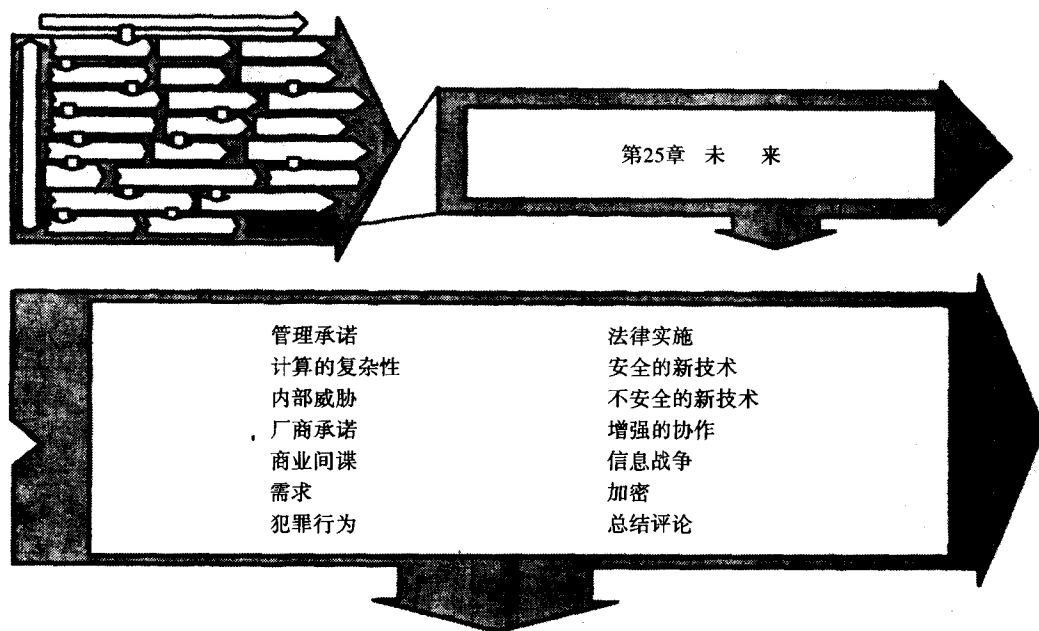 第25章 未 来
管理承诺
计算的复杂性
内部威胁
厂商承诺
商业间谍
需求
犯罪行为
法律实施
安全的新技术
不安全的新技术
增强的协作
信息战争
加密
总结评论